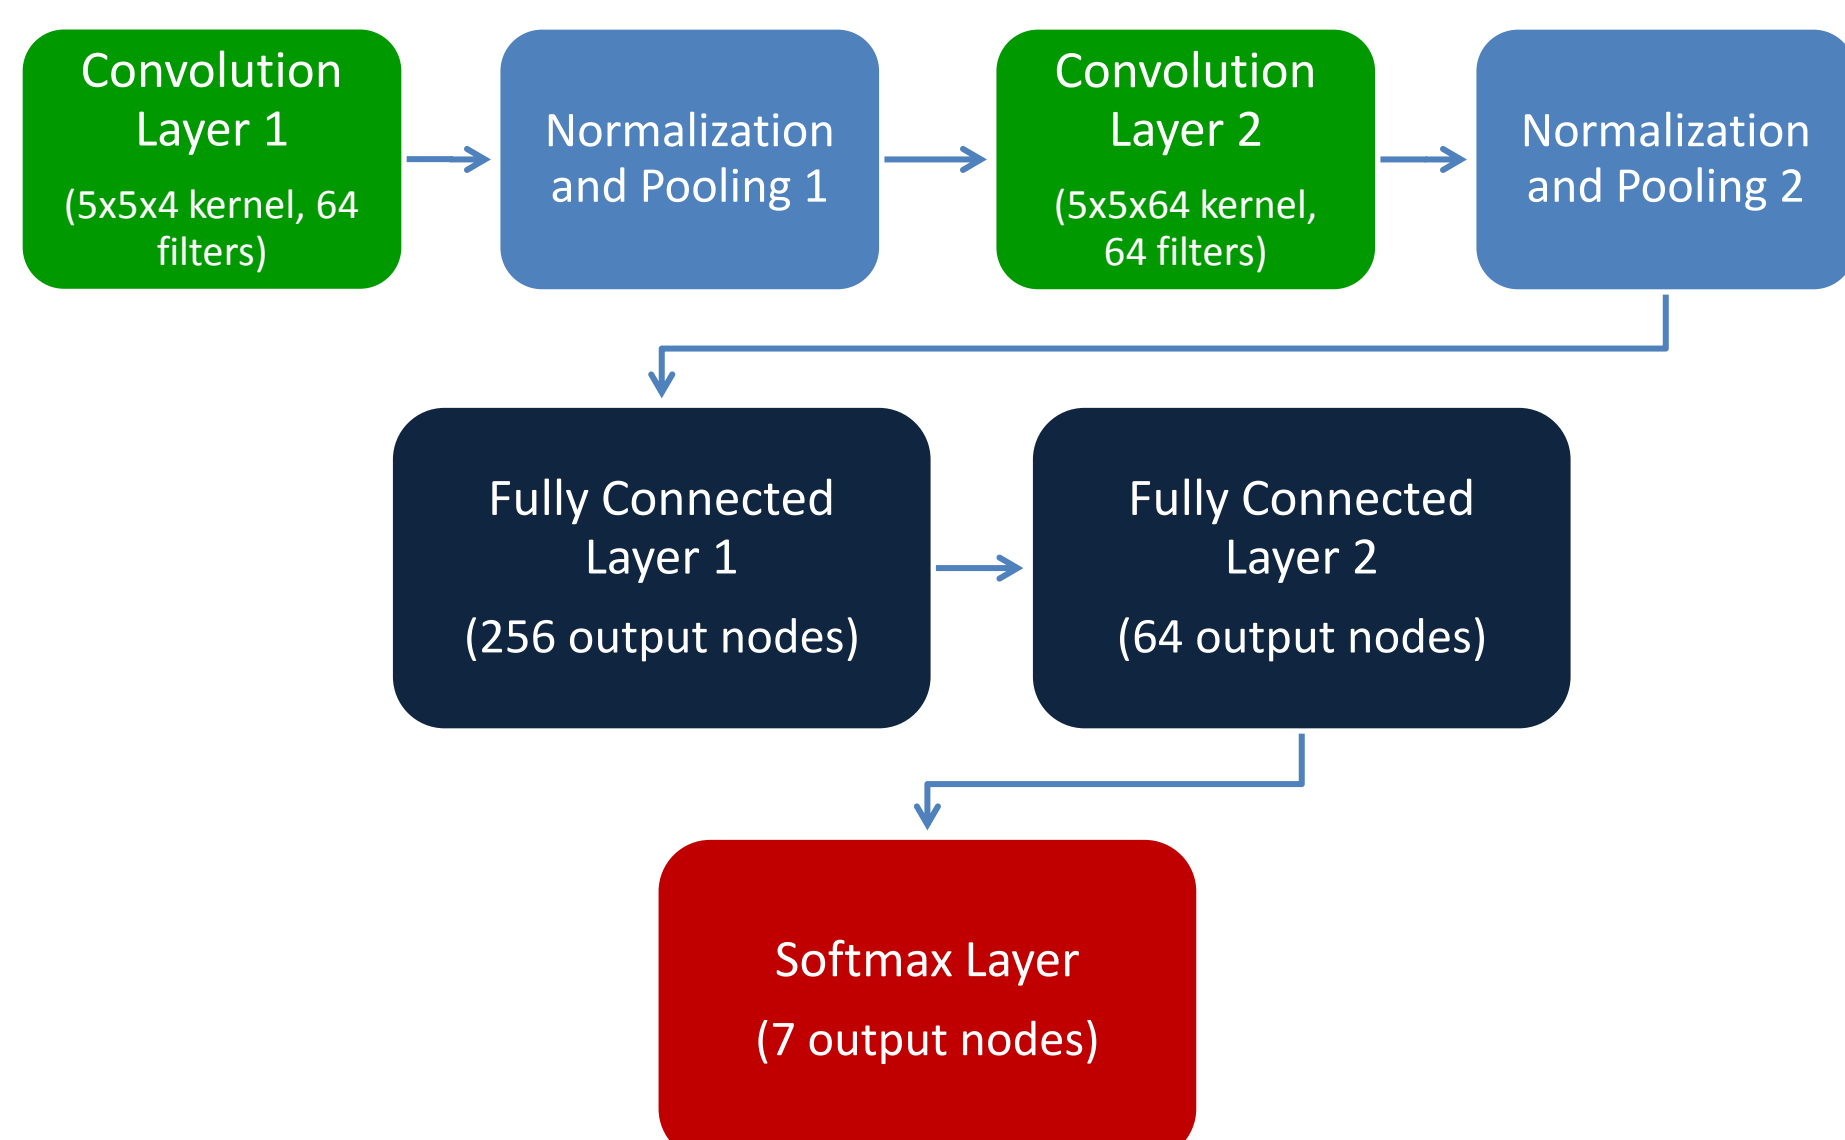 Convolution
Layer 1
(5x5x4 kernel, 64
filters)
Normalization
and Pooling 1
Convolution
Layer 2
(5x5x64 kernel,
64 filters)
Normalization
and Pooling 2
Fully Connected
Layer 1
(256 output nodes)
Fully Connected
Layer 2
(64 output nodes)
Softmax Layer
(7 output nodes)